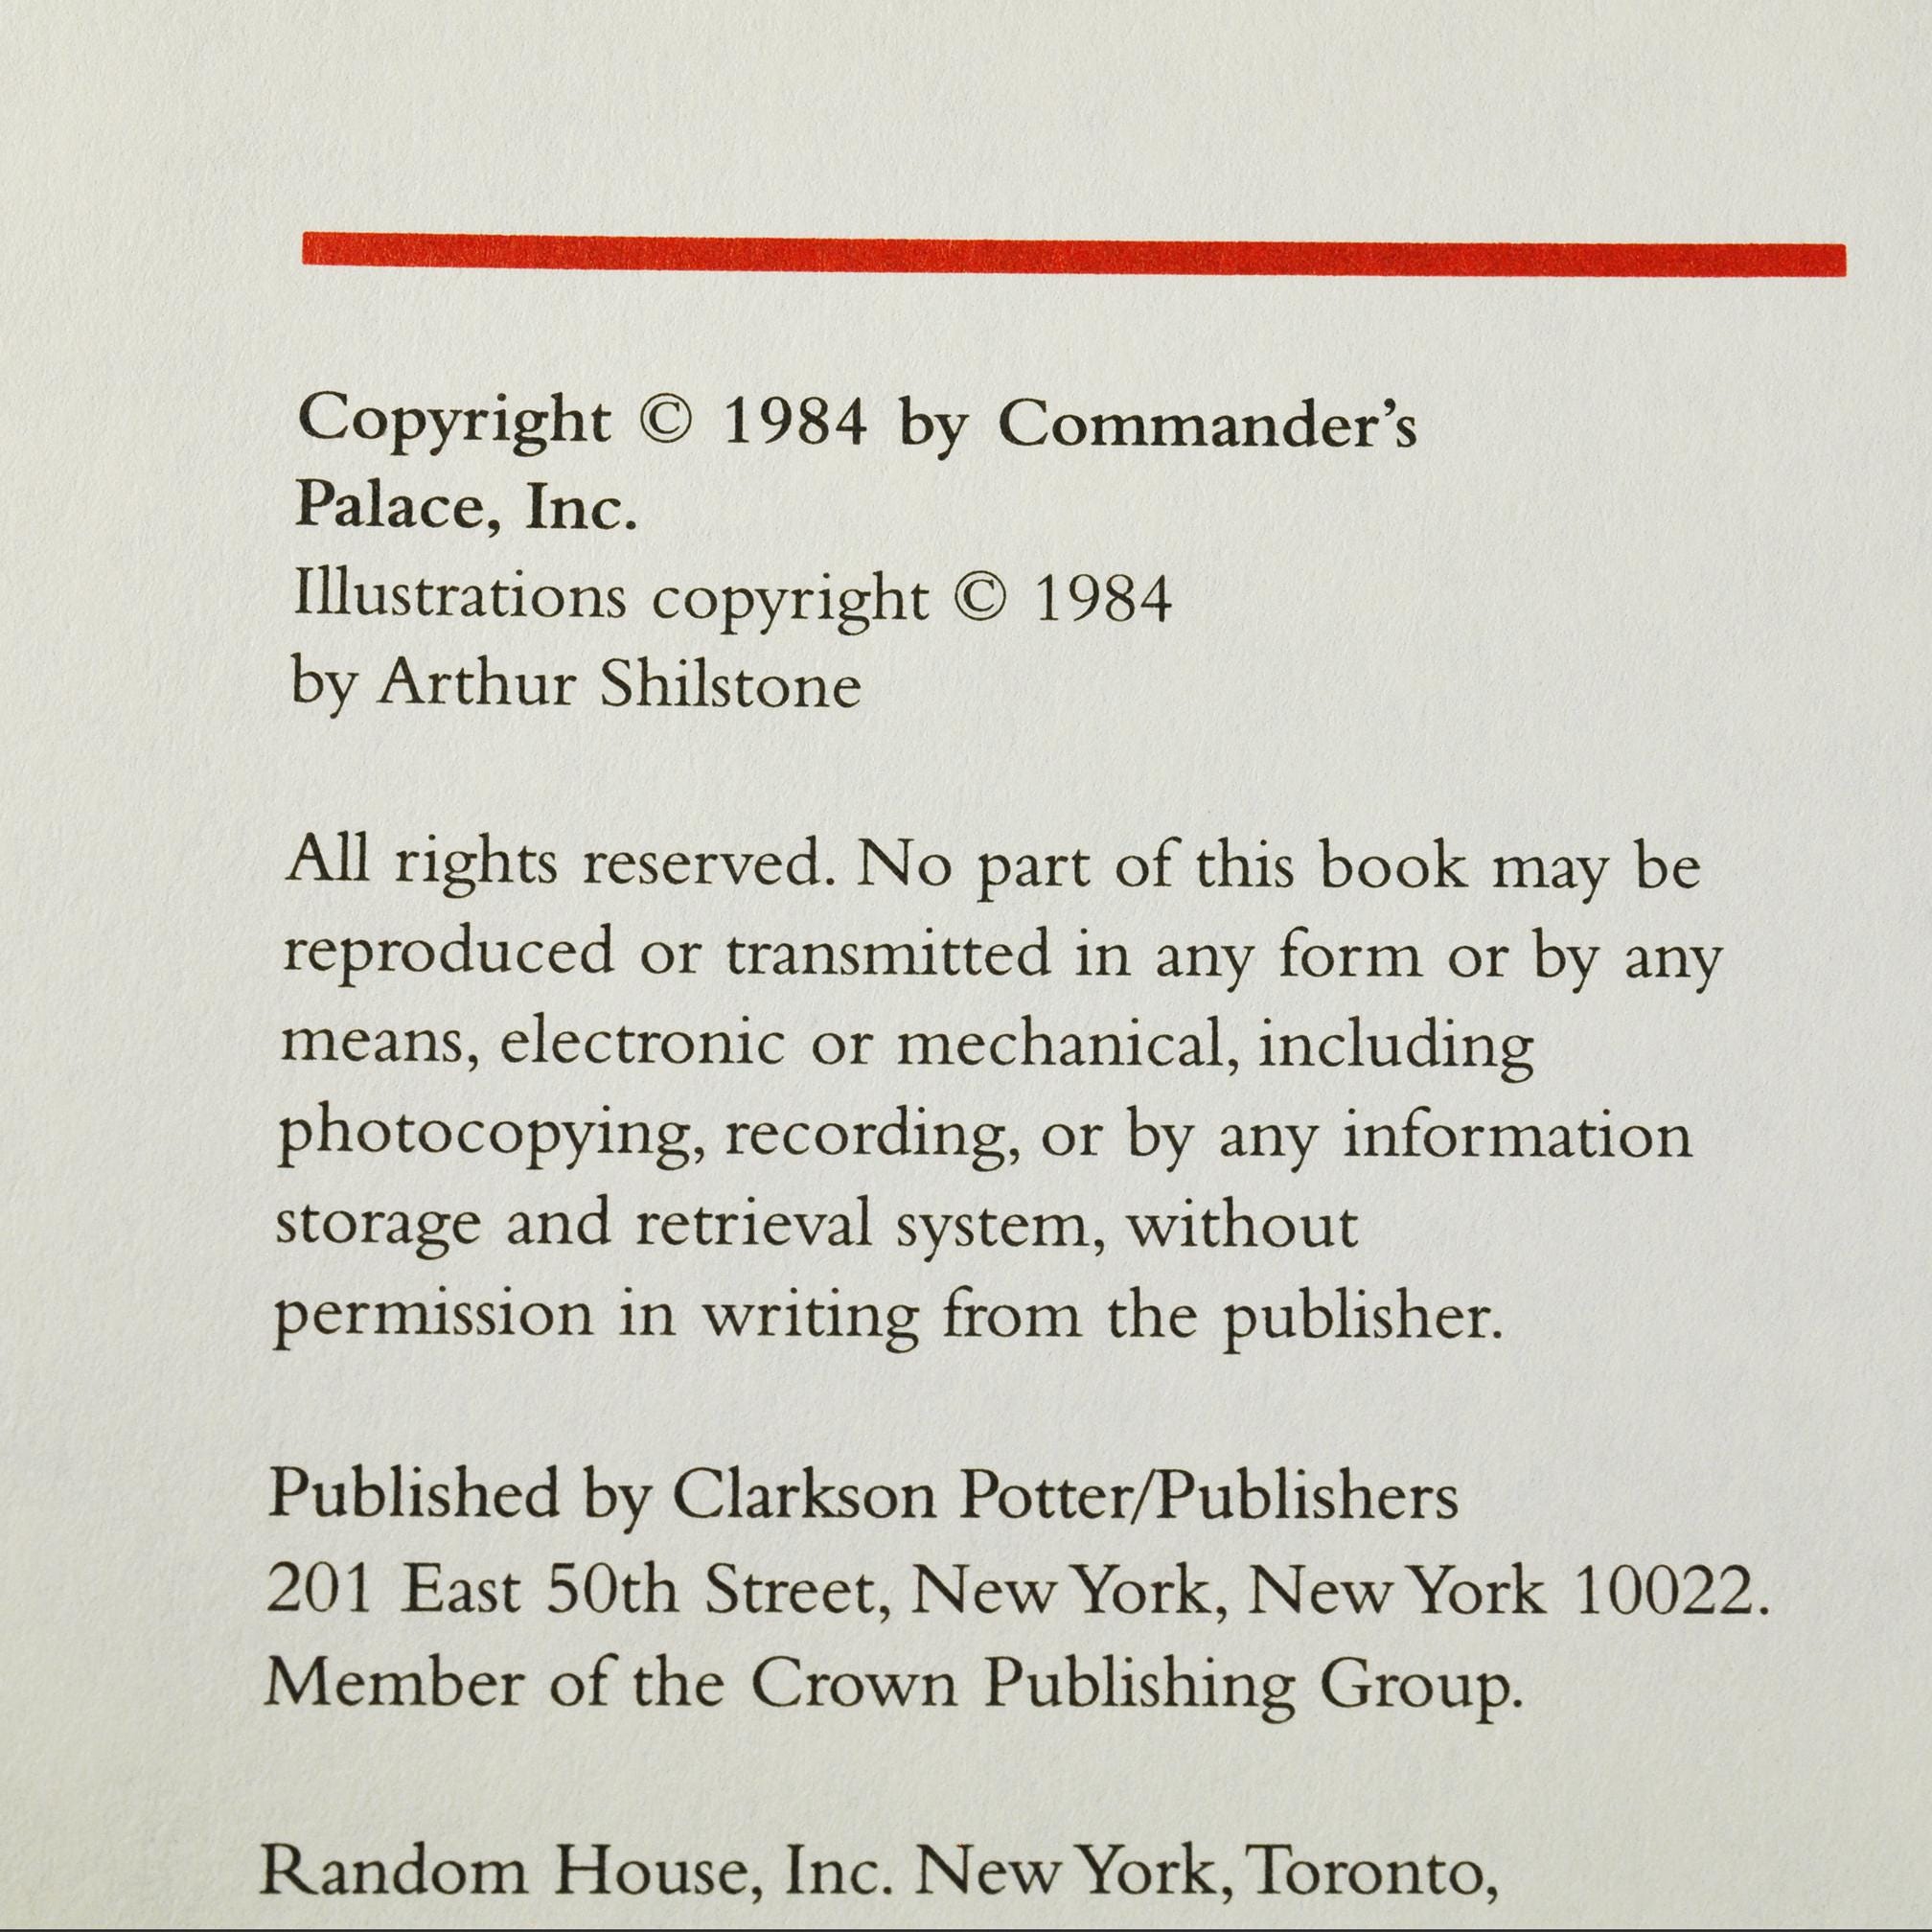 Copyright © 1984 by Commander’s
Palace, Inc.
Illustrations copyright © 1984
by Arthur Shilstone
All rights reserved. No part of this book may be
reproduced or transmitted in any form or by any
means, electronic or mechanical, including
photocopying, recording, or by any information
storage and retrieval system, without
permission in writing from the publisher.
Published by Clarkson Potter/Publishers
201 East 50th Street, New York, New York 10022.
Member of the Crown Publishing Group.
Random House, Inc. New York, Toronto,